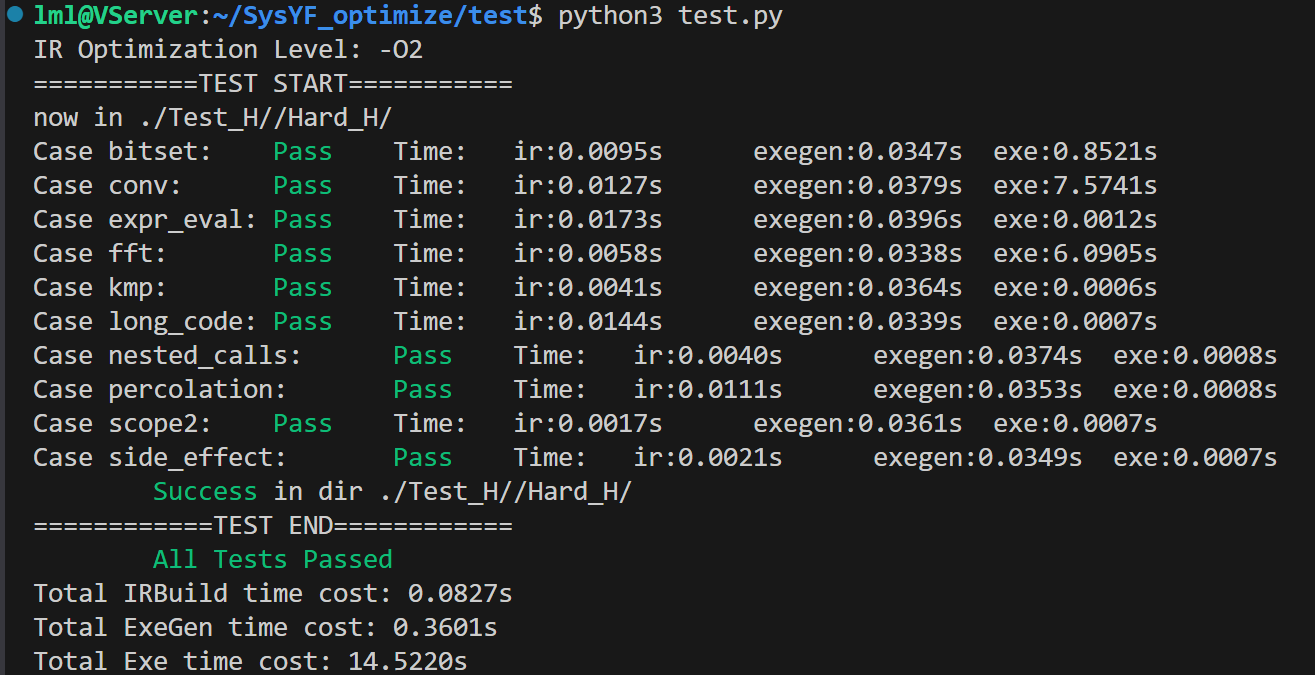 lml@VServer:~/SysYF_optimize/test$ python3 test.py
IR Optimization Level: -O2
===========TEST START===========
now in ./Test_H//Hard_H/
Case bitset:    Pass    Time:   ir:0.0095s      exegen:0.0347s  exe:0.8521s
Case conv:      Pass    Time:   ir:0.0127s      exegen:0.0379s  exe:7.5741s
Case expr_eval: Pass    Time:   ir:0.0173s      exegen:0.0396s  exe:0.0012s
Case fft:       Pass    Time:   ir:0.0058s      exegen:0.0338s  exe:6.0905s
Case kmp:       Pass    Time:   ir:0.0041s      exegen:0.0364s  exe:0.0006s
Case long_code: Pass    Time:   ir:0.0144s      exegen:0.0339s  exe:0.0007s
Case nested_calls:      Pass    Time:   ir:0.0040s      exegen:0.0374s  exe:0.0008s
Case percolation:       Pass    Time:   ir:0.0111s      exegen:0.0353s  exe:0.0008s
Case scope2:    Pass    Time:   ir:0.0017s      exegen:0.0361s  exe:0.0007s
Case side_effect:       Pass    Time:   ir:0.0021s      exegen:0.0349s  exe:0.0007s
        Success in dir ./Test_H//Hard_H/
============TEST END============
        All Tests Passed
Total IRBuild time cost: 0.0827s
Total ExeGen time cost: 0.3601s
Total Exe time cost: 14.5220s